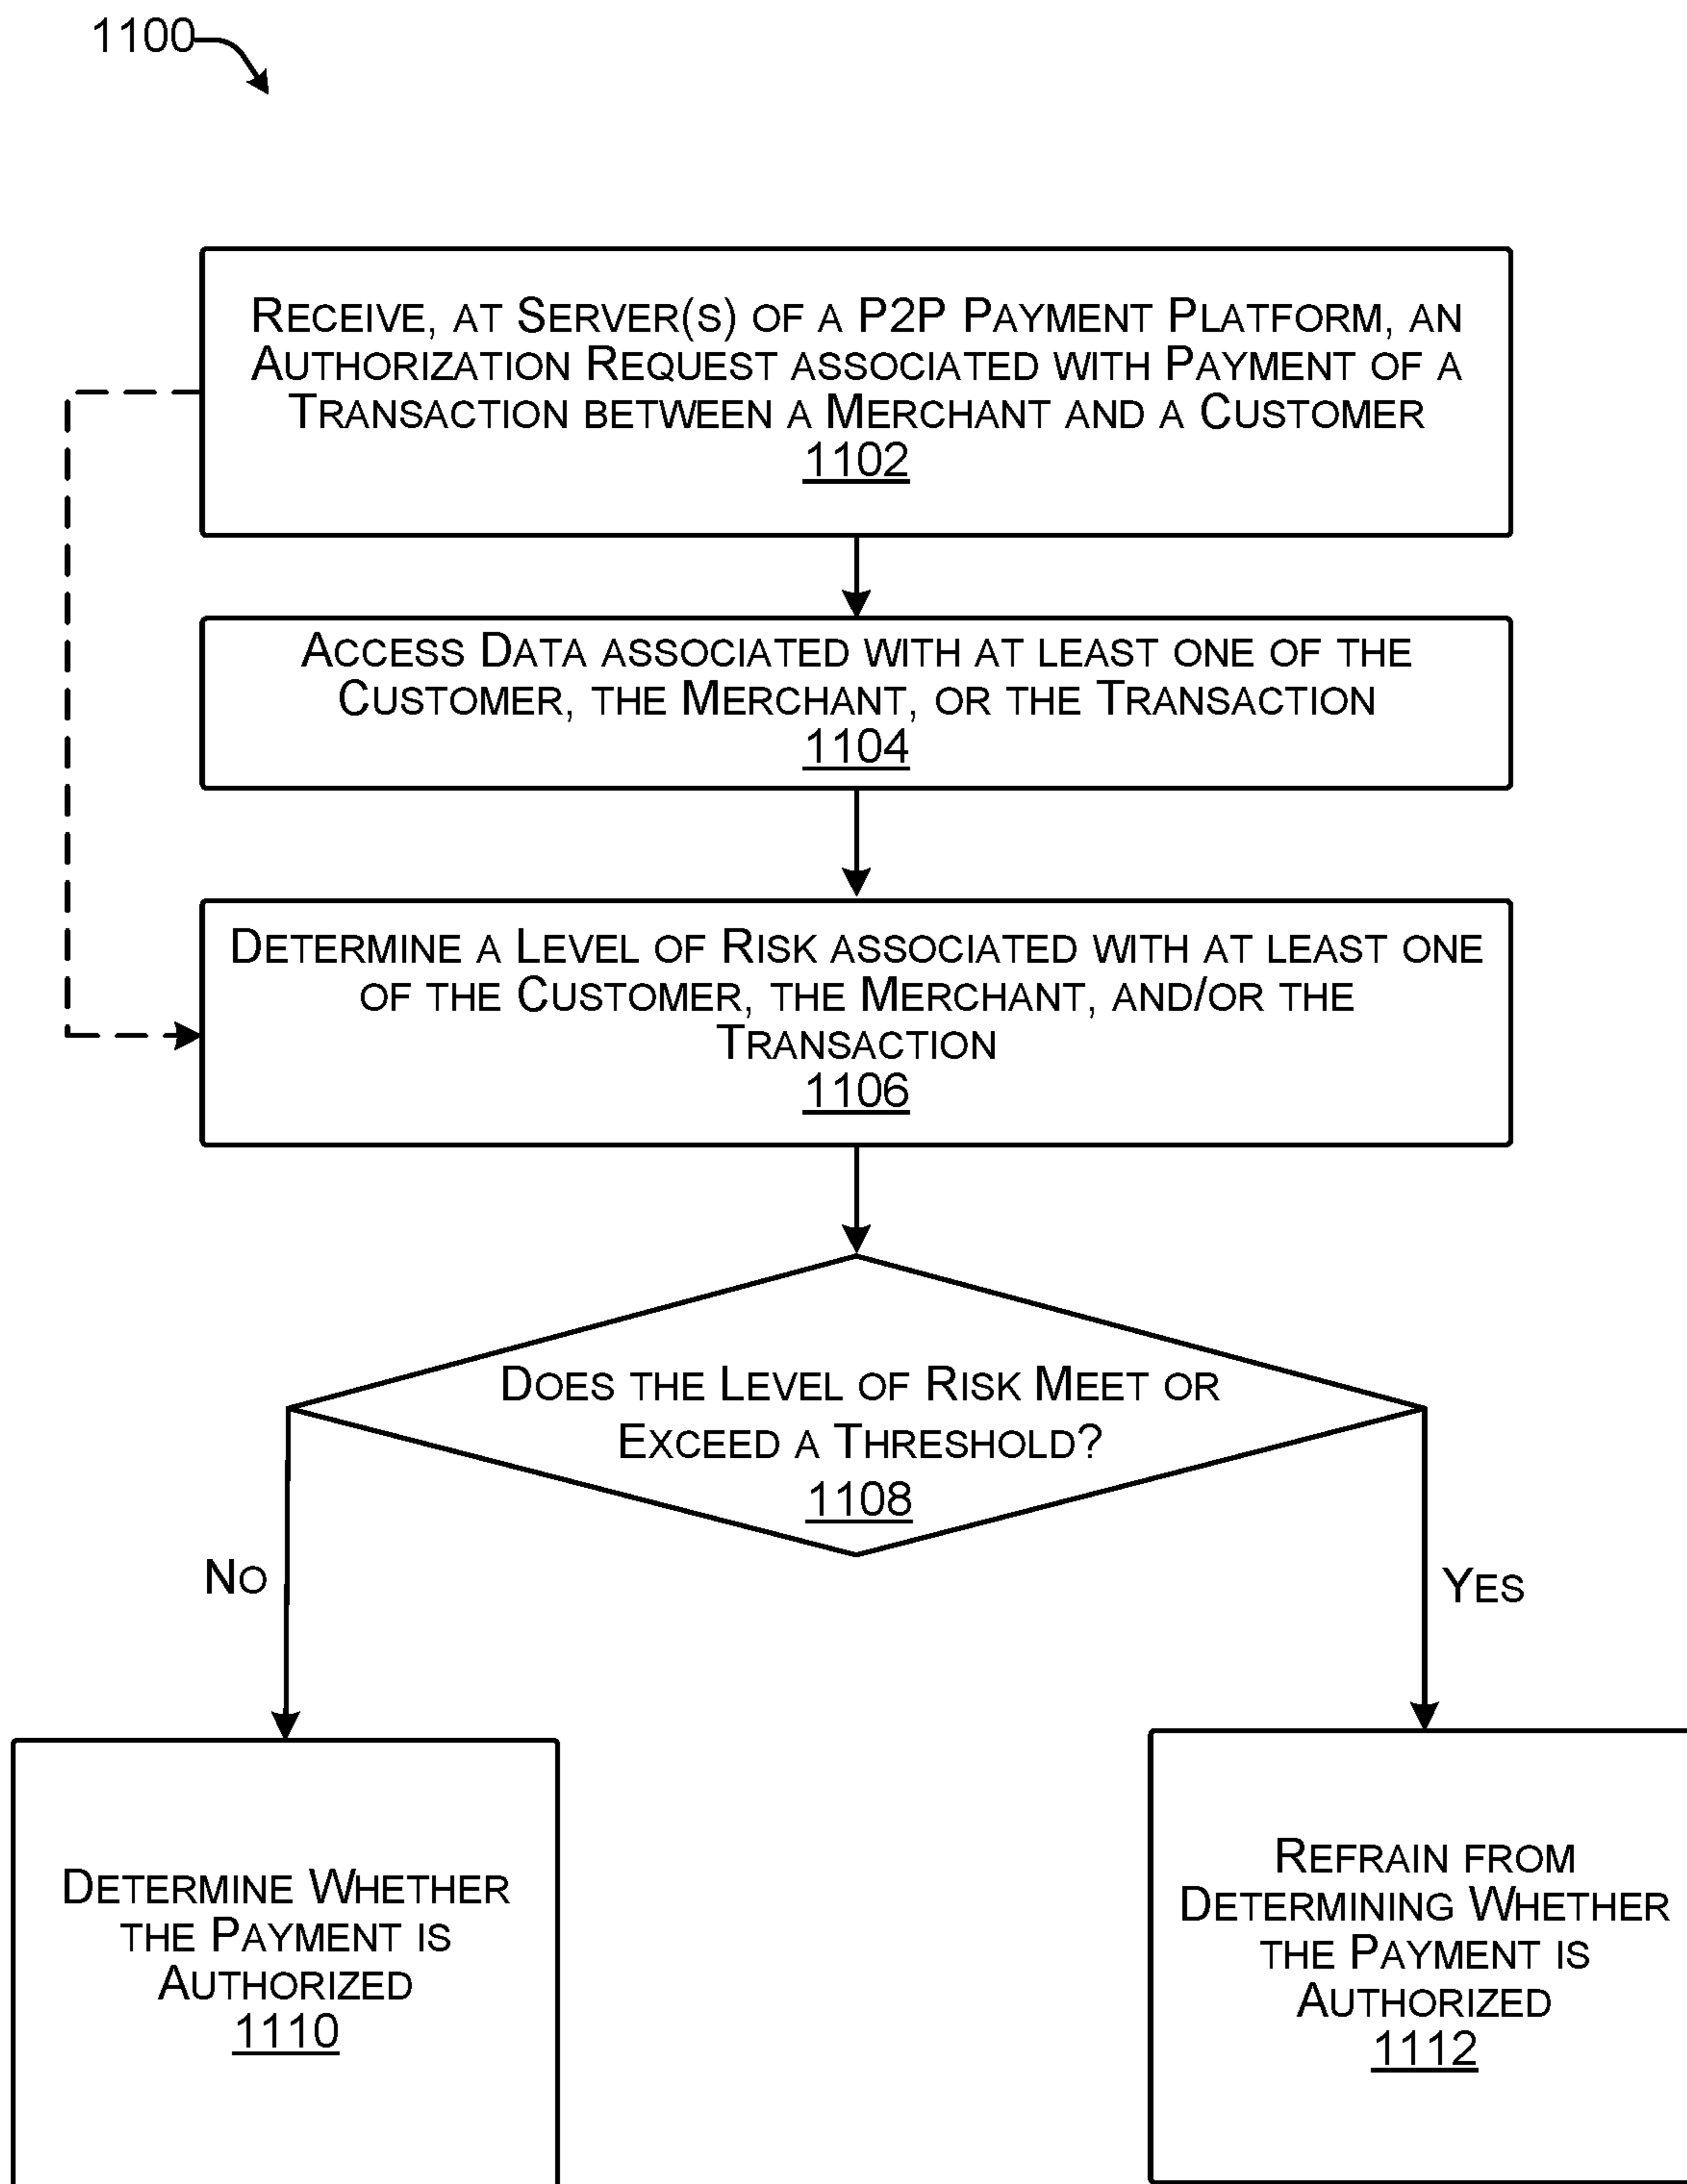 1100
RECEIVE, AT SERVER(S) OF A P2P PAYMENT PLATFORM, AN
AUTHORIZATION REQUEST ASSOCIATED WITH PAYMENT OF A
TRANSACTION BETWEEN A MERCHANT AND A CUSTOMER
1102
ACCESS DATA ASSOCIATED WITH AT LEAST ONE OF THE
CUSTOMER, THE MERCHANT, OR THE TRANSACTION
1104
DETERMINE A LEVEL OF RISK ASSOCIATED WITH AT LEAST ONE
OF THE CUSTOMER, THE MERCHANT, AND/OR THE
TRANSACTION
1106
DOES THE LEVEL OF RISK MEET OR
EXCEED A THRESHOLD?
1108
NO
YES
DETERMINE WHETHER
THE PAYMENT IS
AUTHORIZED
1110
REFRAIN FROM
DETERMINING WHETHER
THE PAYMENT IS
AUTHORIZED
1112